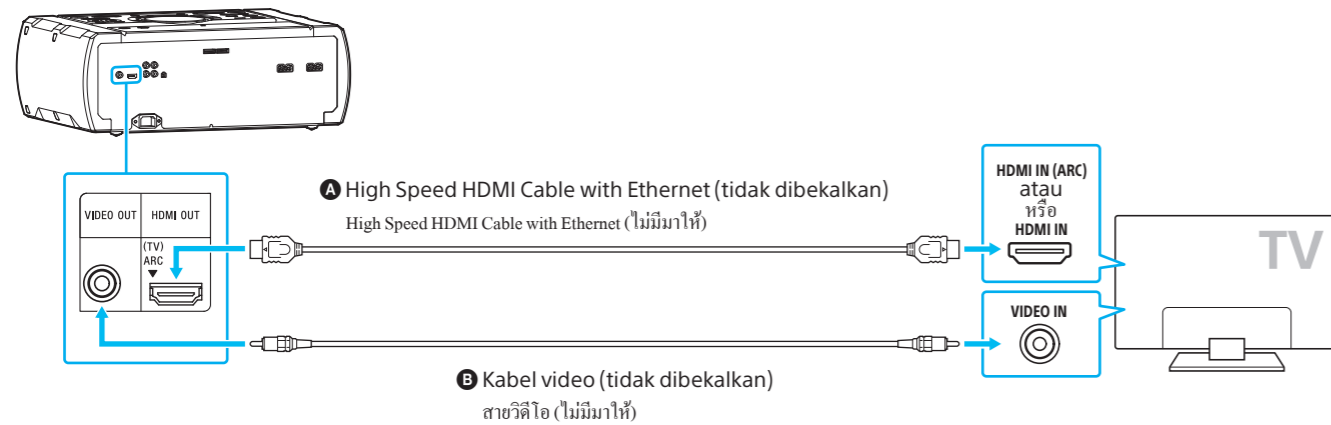 VIDEO OUT
HDMI OUT
(TV)
ARC
A High Speed HDMI Cable with Ethernet (tidak dibekalkan)
High Speed HDMI Cable with Ethernet (ไม่มีมาให้)
HDMI IN (ARC)
atau
หรือ
HDMI IN
TV
VIDEO IN
B Kabel video (tidak dibekalkan)
สายวิดีโอ (ไม่มีมาให้)